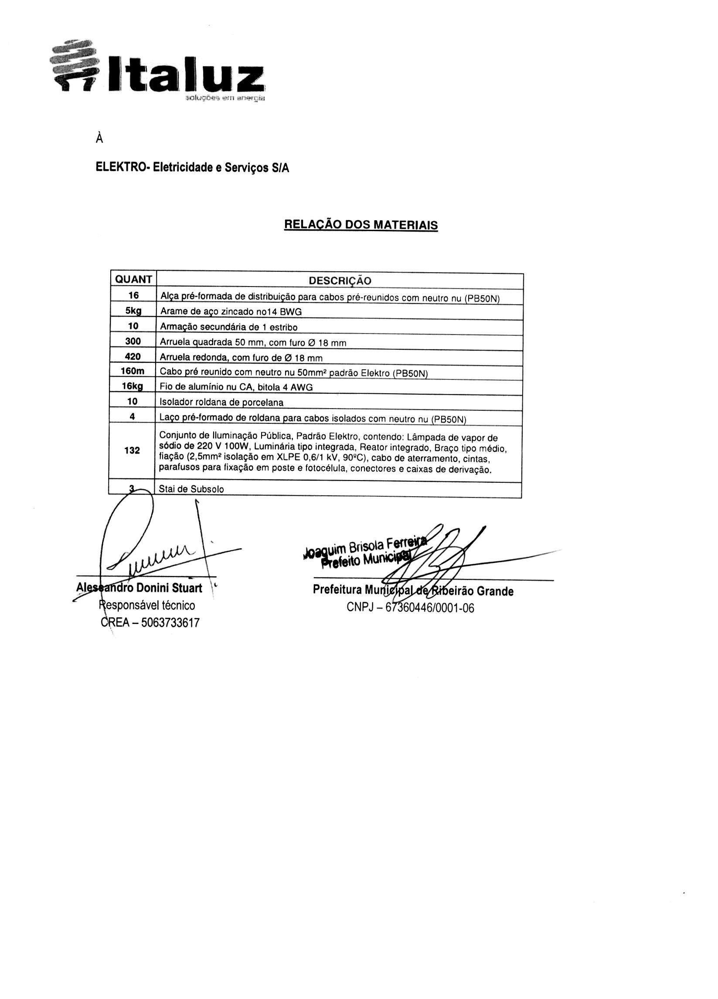 Italuz
soluções em energia
À
ELEKTRO- Eletricidade e Serviços S/A
RELAÇÃO DOS MATERIAIS
QUANT DESCRIÇÃO
16 Alça pré-formada de distribuição para cabos pré-reunidos com neutro nu (PB50N)
5kg Arame de aço zincado no14 BWG
10 Armação secundária de 1 estribo
300 Arruela quadrada 50 mm, com furo Ø 18 mm
420 Arruela redonda, com furo de Ø 18 mm
160m Cabo pré reunido com neutro nu 50mm² padrão Elektro (PB50N)
16kg Fio de alumínio nu CA, bitola 4 AWG
10 Isolador roldana de porcelana
4 Laço pré-formado de roldana para cabos isolados com neutro nu (PB50N)
132 Conjunto de Iluminação Pública, Padrão Elektro, contendo: Lâmpada de vapor de
sódio de 220 V 100W, Luminária tipo integrada, Reator integrado, Braço tipo médio,
fiação (2,5mm² isolação em XLPE 0,6/1 kV, 90ºC), cabo de aterramento, cintas,
parafusos para fixação em poste e fotocélula, conectores e caixas de derivação.
3 Stai de Subsolo
Joaquim Brisola Ferreira
Prefeito Municipal
Alessandro Donini Stuart
Responsável técnico
CREA – 5063733617
Prefeitura Municipal de Ribeirão Grande
CNPJ – 67360446/0001-06